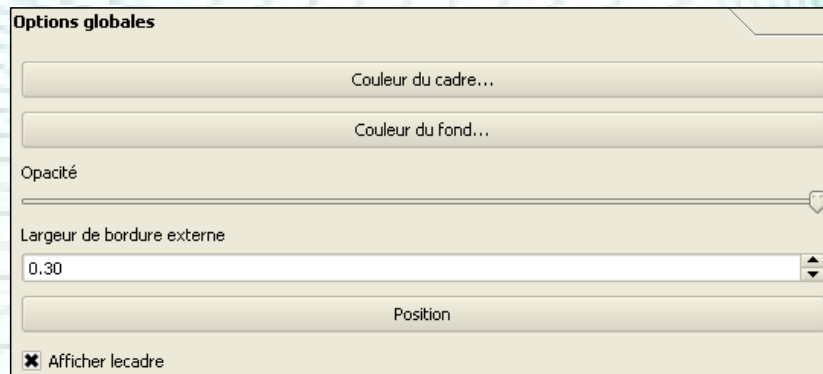 Options globales
Couleur du cadre...
Couleur du fond...
Opacité
Largeur de bordure externe
0.30
Position
Afficher lecadre